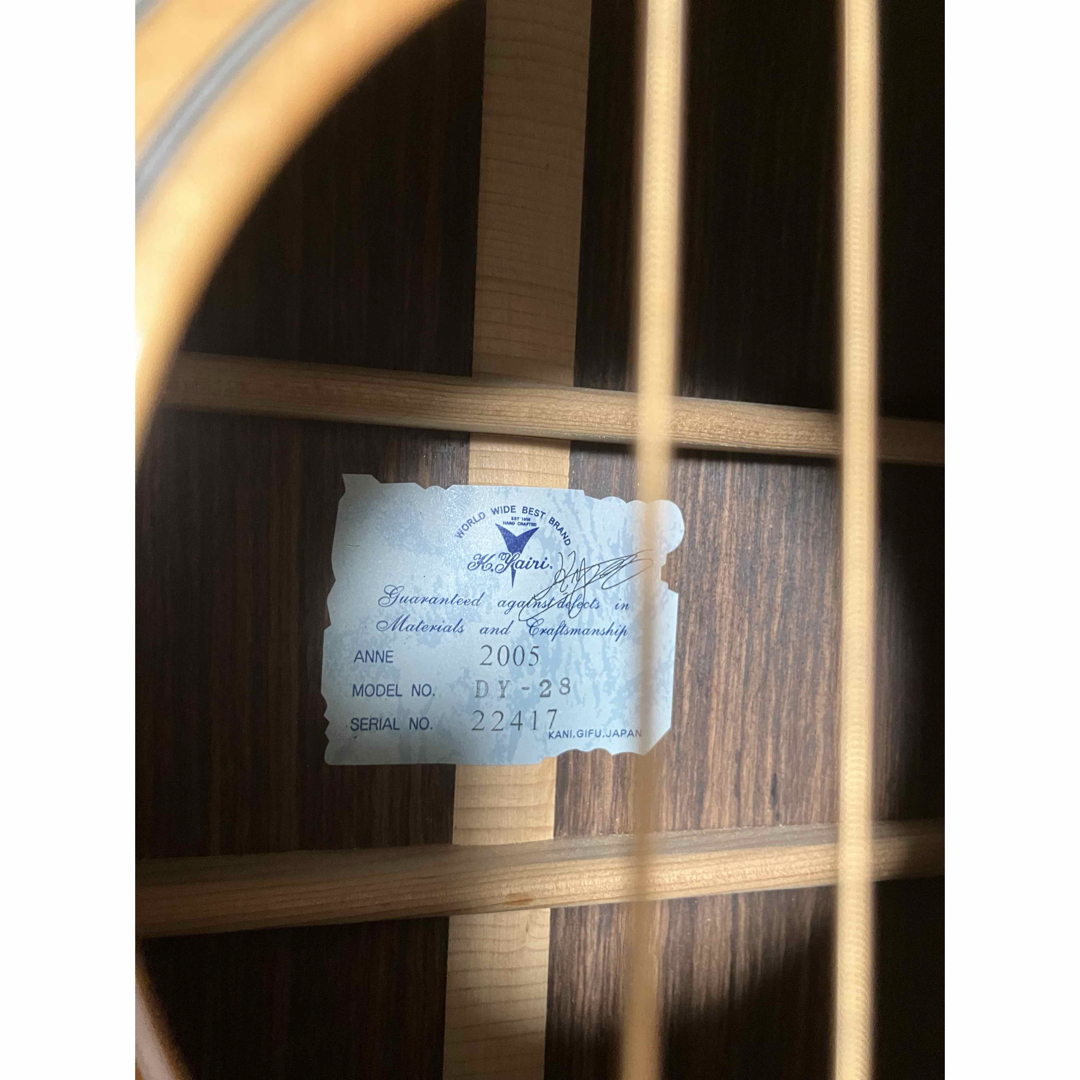 WORLD WIDE BEST BRAND
EST 1935
HAND CRAFTED
K.Yairi.
Guaranteed against defects in
Materials and Craftsmanship
ANNE 2005
MODEL NO. DY-28
SERIAL NO. 22417
KANI.GIFU.JAPAN